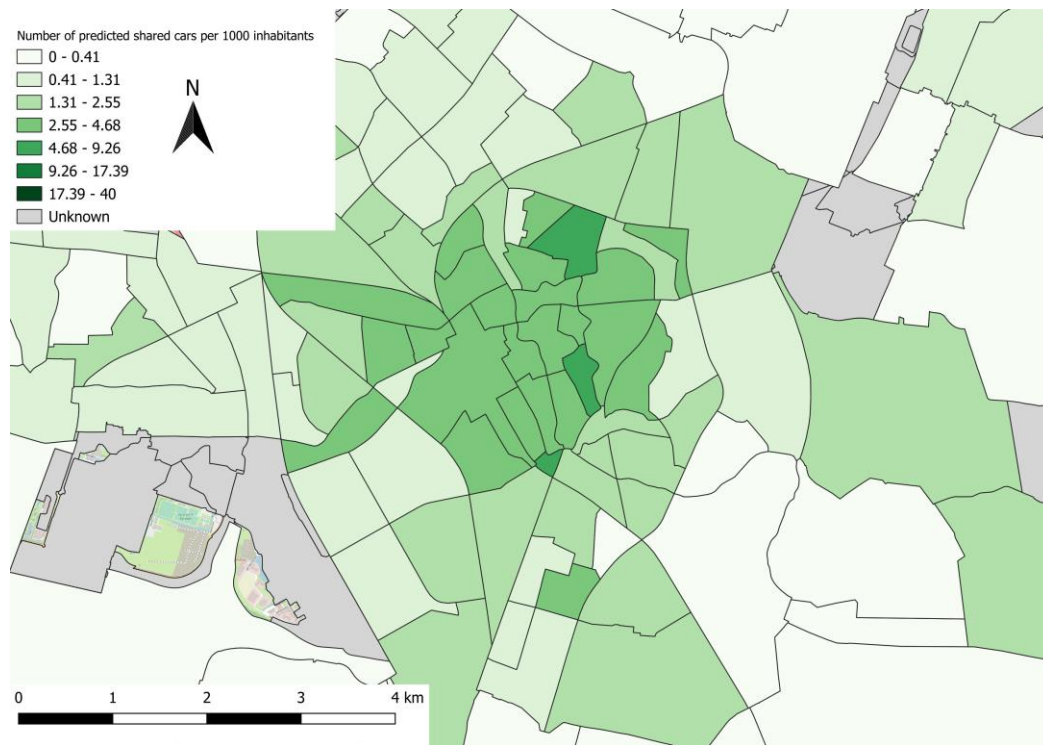 Number of predicted shared cars per 1000 inhabitants
0 - 0.41
0.41 - 1.31
1.31 - 2.55
2.55 - 4.68
4.68 - 9.26
9.26 - 17.39
17.39 - 40
Unknown
N
0 1 2 3 4 km